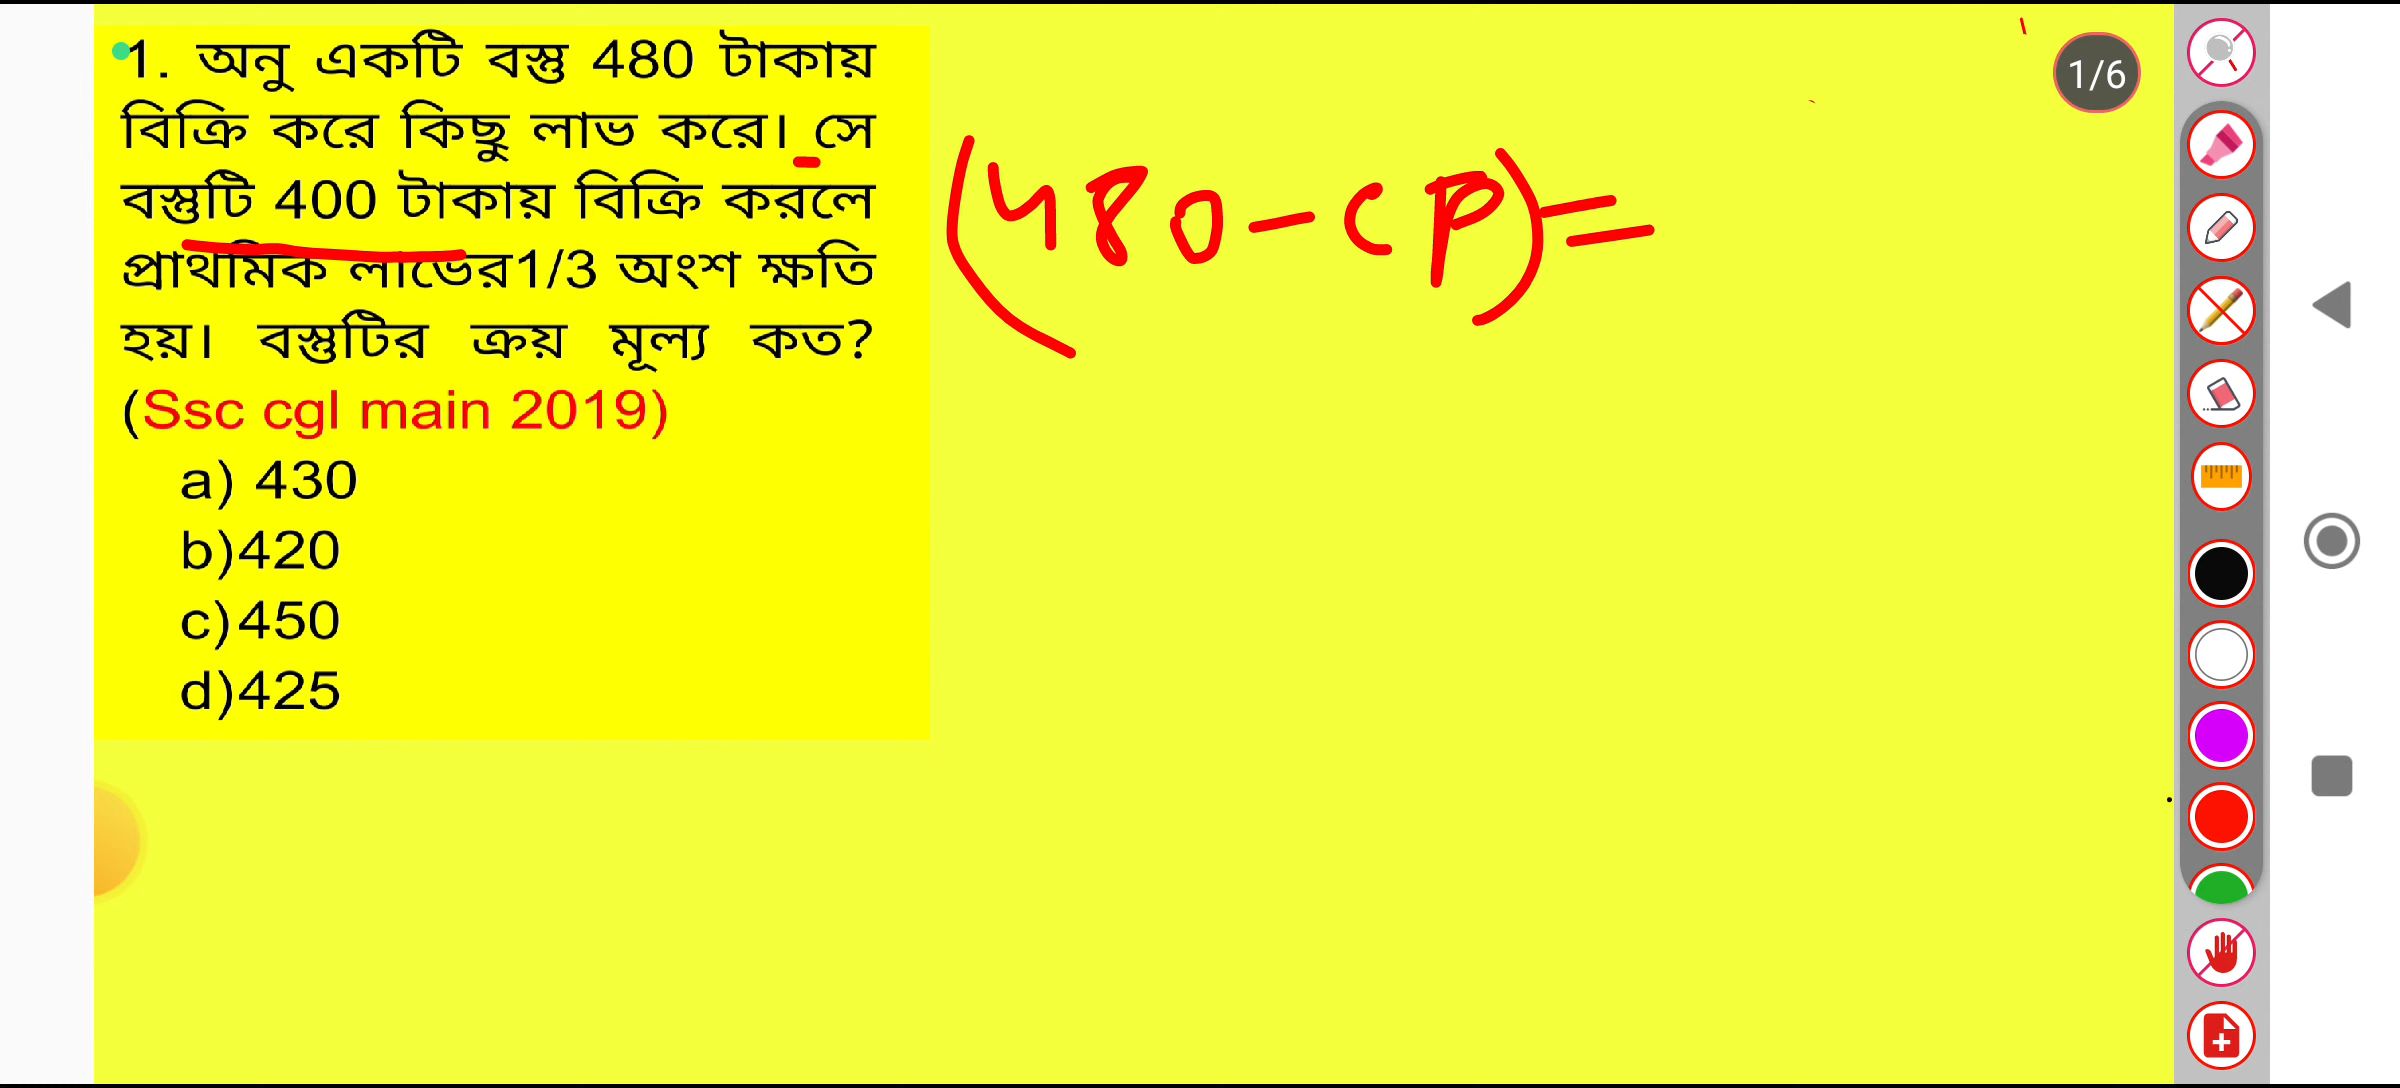 1. অনু একটি বস্তু 480 টাকায়
বিক্রি করে কিছু লাভ করে। সে
বস্তুটি 400 টাকায় বিক্রি করলে
প্রাথমিক লাভের1/3 অংশ ক্ষতি
হয়। বস্তুটির ক্রয় মূল্য কত?
(Ssc cgl main 2019)
a) 430
b)420
c)450
d)425
(480-CP)=
1/6